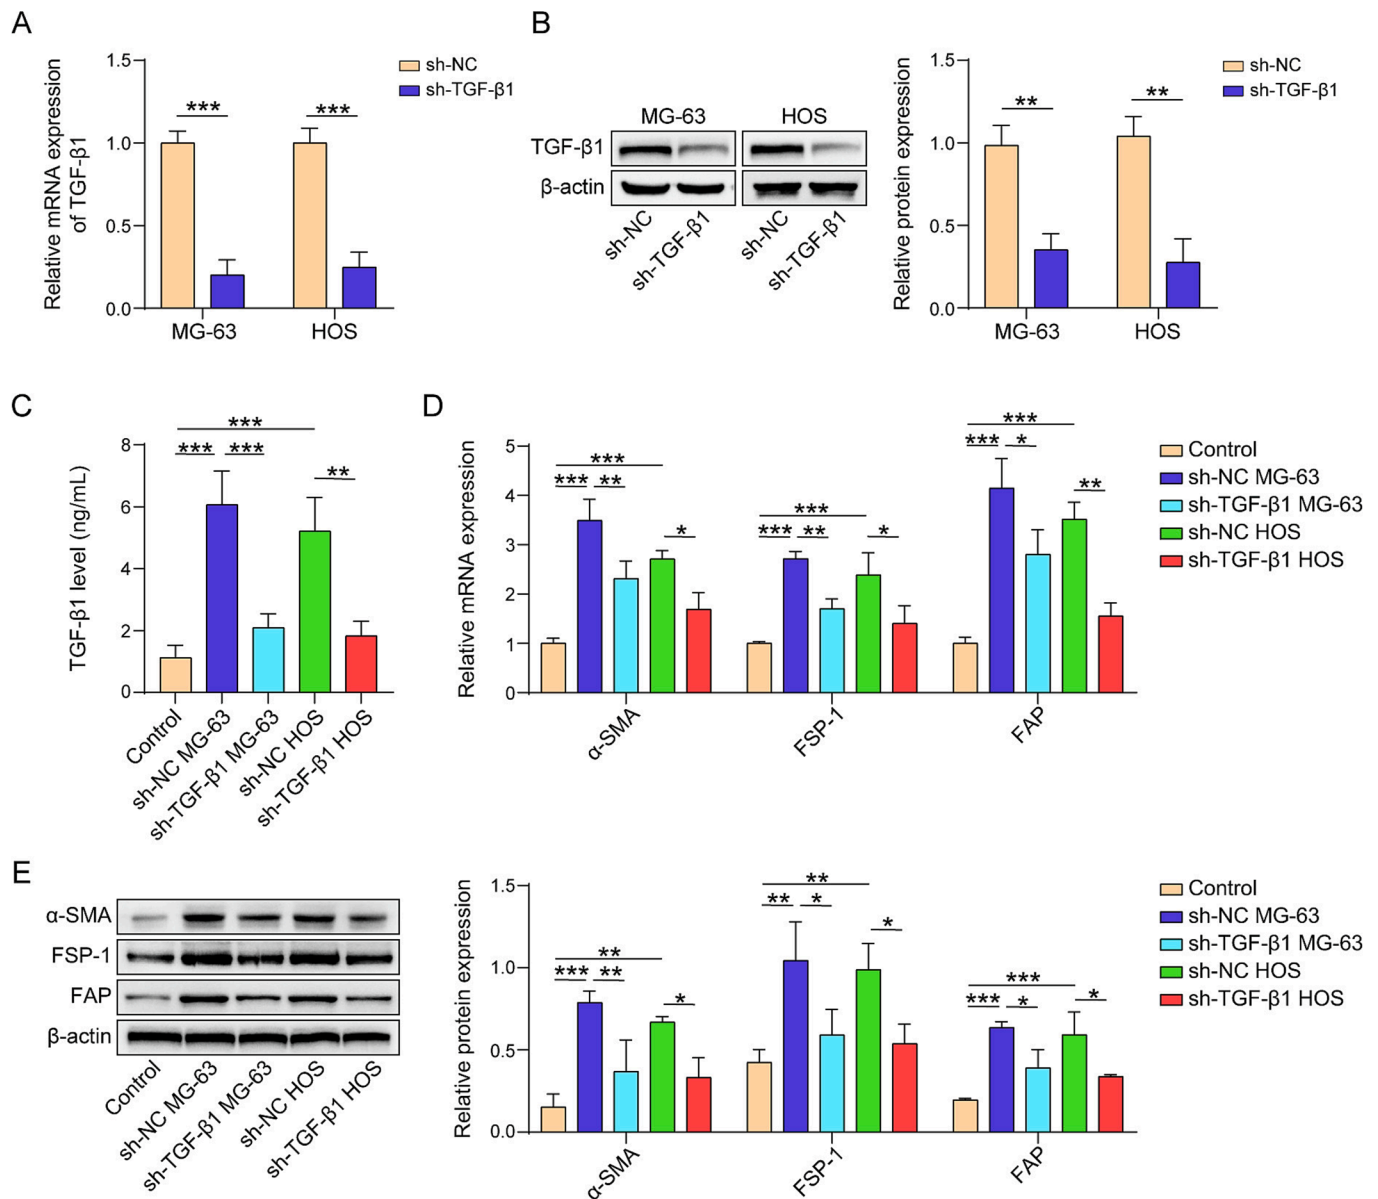 A
Relative mRNA expression
of TGF-β1
1.5
1.0
0.5
0.0
***
***
MG-63
HOS
sh-NC
sh-TGF-β1
B
MG-63
HOS
TGF-β1
β-actin
sh-NC
sh-TGF-β1
sh-NC
sh-TGF-β1
Relative protein expression
1.5
1.0
0.5
0.0
**
**
MG-63
HOS
sh-NC
sh-TGF-β1
C
TGF-β1 level (ng/mL)
8
6
4
2
0
***
***
***
**
Control
sh-NC MG-63
sh-TGF-β1 MG-63
sh-NC HOS
sh-TGF-β1 HOS
D
Relative mRNA expression
5
4
3
2
1
0
***
***
**
*
***
***
**
*
***
***
*
**
α-SMA
FSP-1
FAP
Control
sh-NC MG-63
sh-TGF-β1 MG-63
sh-NC HOS
sh-TGF-β1 HOS
E
α-SMA
FSP-1
FAP
β-actin
Control
sh-NC MG-63
sh-TGF-β1 MG-63
sh-NC HOS
sh-TGF-β1 HOS
Relative protein expression
1.5
1.0
0.5
0.0
**
***
**
*
**
**
*
*
***
***
*
*
α-SMA
FSP-1
FAP
Control
sh-NC MG-63
sh-TGF-β1 MG-63
sh-NC HOS
sh-TGF-β1 HOS